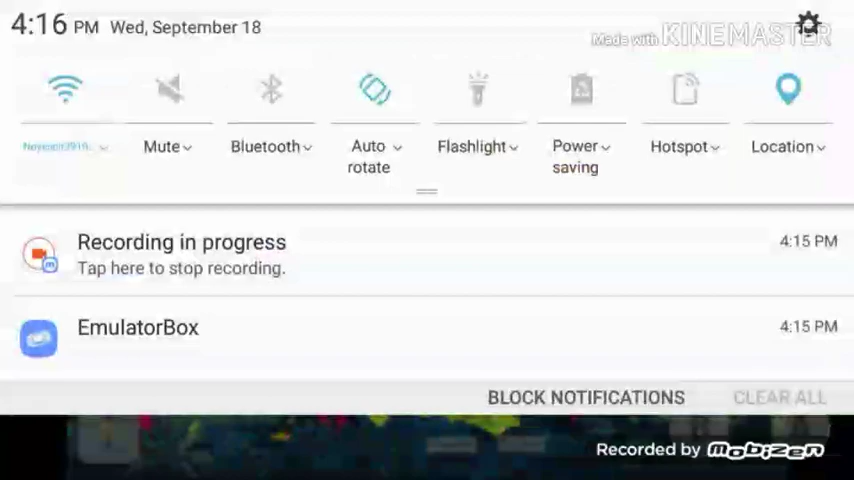 4:16 PM Wed, September 18
Made with KINEMASTER
Mute Bluetooth Auto rotate Flashlight Power saving Hotspot Location
Recording in progress 4:15 PM
Tap here to stop recording.
EmulatorBox 4:15 PM
BLOCK NOTIFICATIONS CLEAR ALL
Recorded by Mobizen